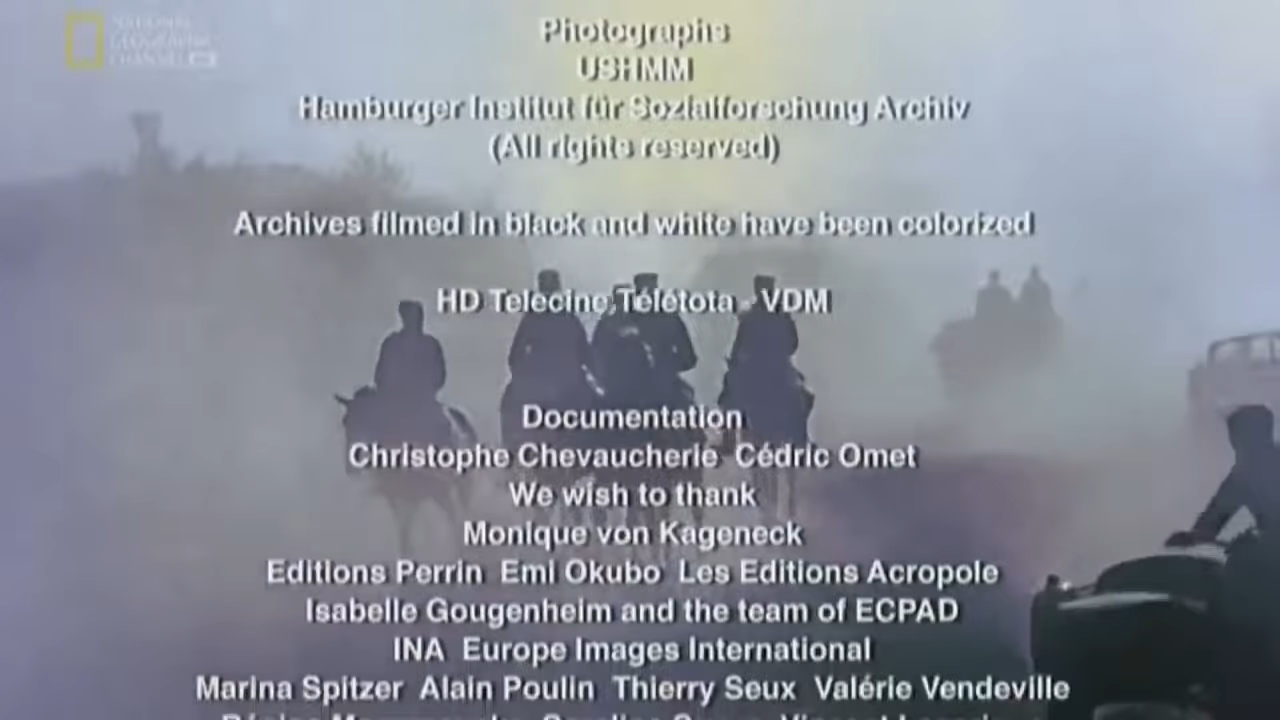 NATIONAL
GEOGRAPHIC
CHANNEL
Photographs
USHMM
Hamburger Institut für Sozialforschung Archiv
(All rights reserved)
Archives filmed in black and white have been colorized
HD Telecine Télétota - VDM
Documentation
Christophe Chevaucherie Cédric Omet
We wish to thank
Monique von Kageneck
Editions Perrin Emi Okubo Les Editions Acropole
Isabelle Gougenheim and the team of ECPAD
INA Europe Images International
Marina Spitzer Alain Poulin Thierry Seux Valérie Vendeville